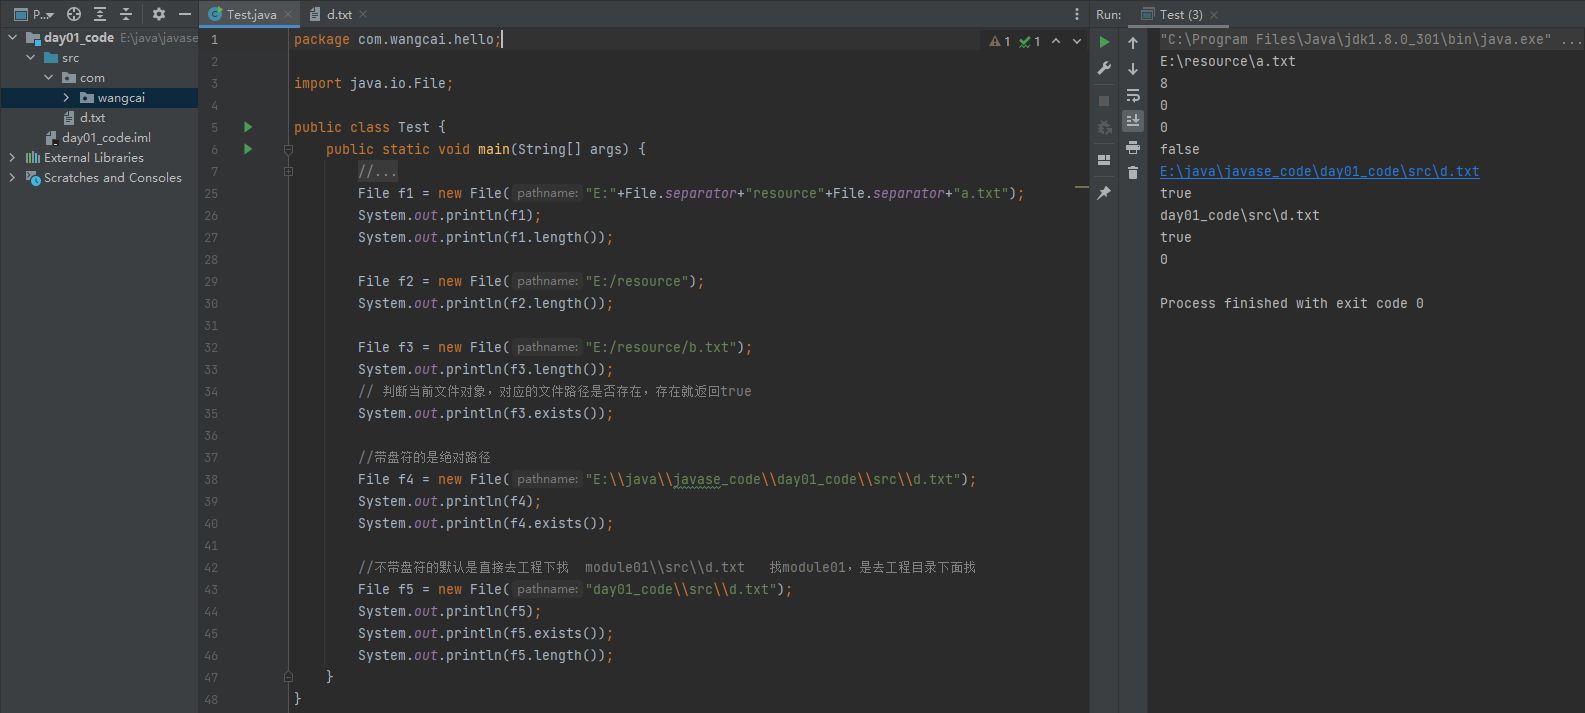 P...
Test.java
d.txt
Run:
Test (3)
day01_code E:\java\javase
src
com
wangcai
d.txt
day01_code.iml
External Libraries
Scratches and Consoles
1 package com.wangcai.hello;
1 1
2
3 import java.io.File;
4
5 public class Test {
6 public static void main(String[] args) {
7 //...
25 File f1 = new File( pathname: "E:"+File.separator+"resource"+File.separator+"a.txt");
26 System.out.println(f1);
27 System.out.println(f1.length());
28
29 File f2 = new File( pathname: "E:/resource");
30 System.out.println(f2.length());
31
32 File f3 = new File( pathname: "E:/resource/b.txt");
33 System.out.println(f3.length());
34 // 判断当前文件对象，对应的文件路径是否存在，存在就返回true
35 System.out.println(f3.exists());
36
37 //带盘符的是绝对路径
38 File f4 = new File( pathname: "E:\\java\\javase_code\\day01_code\\src\\d.txt");
39 System.out.println(f4);
40 System.out.println(f4.exists());
41
42 //不带盘符的默认是直接去工程下找 module01\\src\\d.txt 找module01，是去工程目录下面找
43 File f5 = new File( pathname: "day01_code\\src\\d.txt");
44 System.out.println(f5);
45 System.out.println(f5.exists());
46 System.out.println(f5.length());
47 }
48 }
"C:\Program Files\Java\jdk1.8.0_301\bin\java.exe" ...
E:\resource\a.txt
8
0
0
false
E:\java\javase_code\day01_code\src\d.txt
true
day01_code\src\d.txt
true
0
Process finished with exit code 0